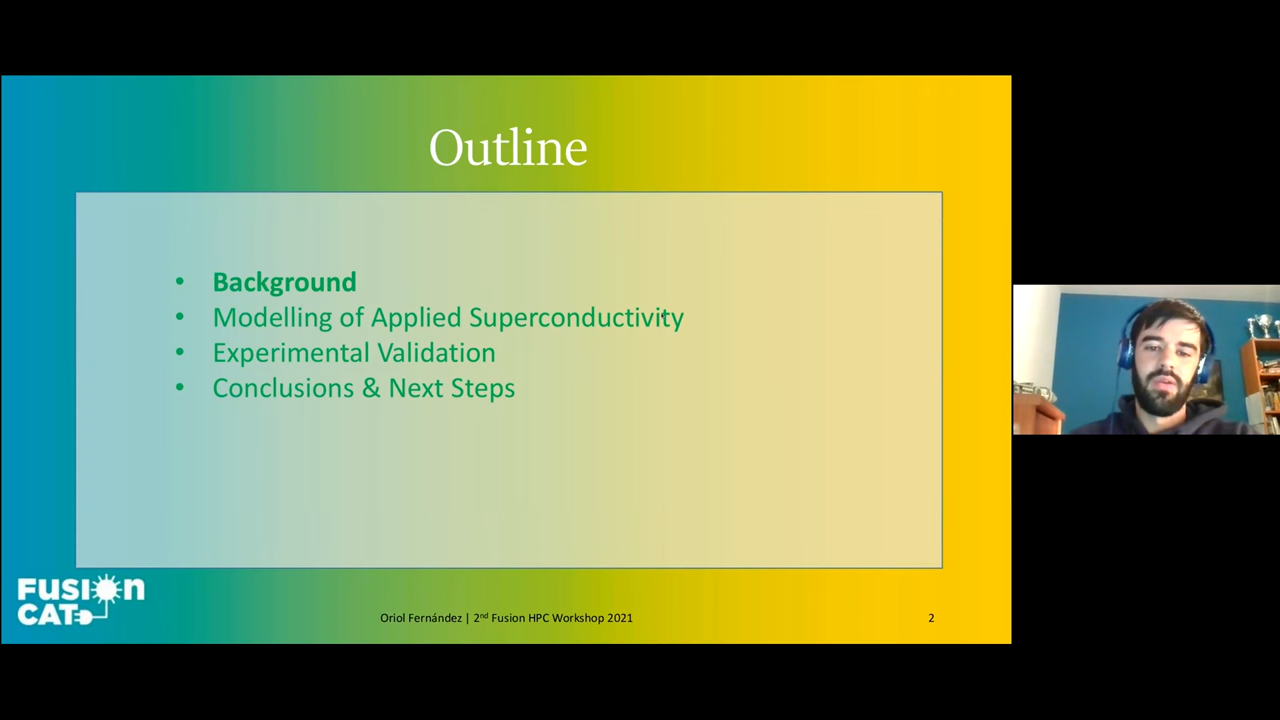 Outline
• Background
• Modelling of Applied Superconductivity
• Experimental Validation
• Conclusions & Next Steps
FUSION
CAT
Oriol Fernández | 2nd Fusion HPC Workshop 2021
2